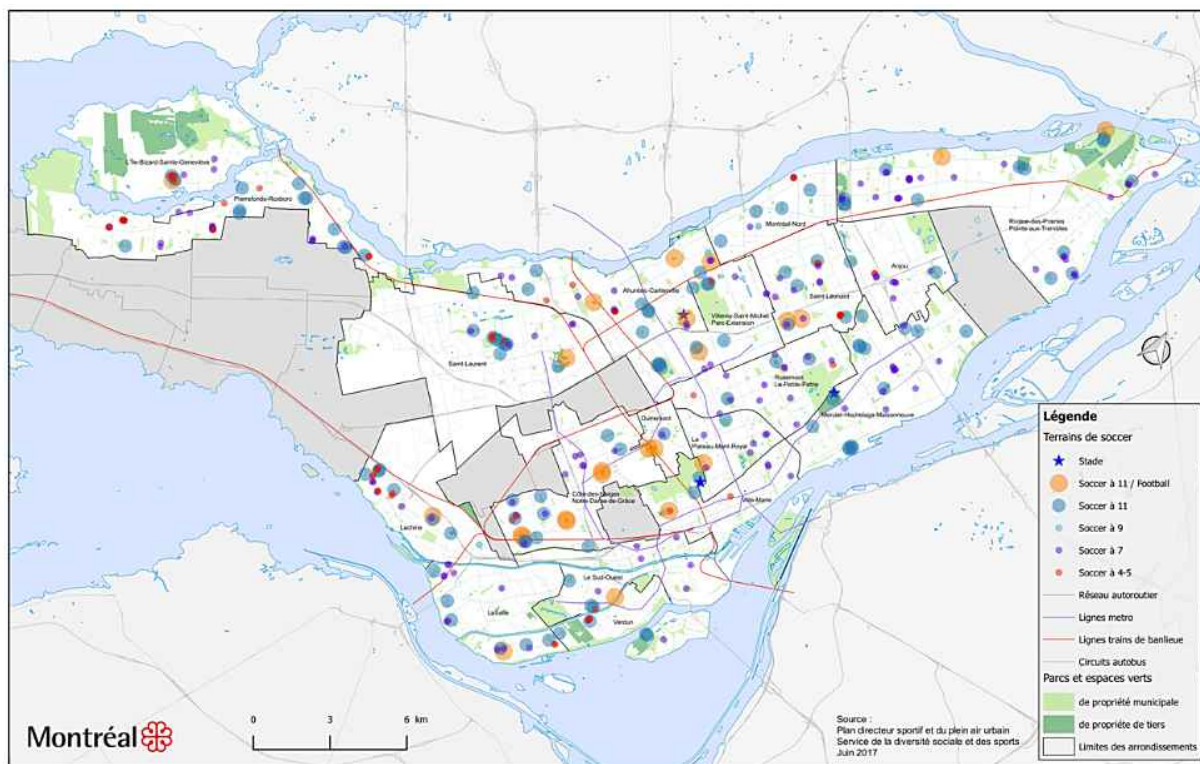 L'Île-Bizard-Sainte-Geneviève
Pierrefonds-Roxboro
Rivière-des-Prairies
Pointe-aux-Trembles
Montréal-Nord
Anjou
Ahuntsic-Cartierville
Saint-Léonard
Villeray-Saint-Michel
Parc-Extension
Saint-Laurent
Rosemont
La-Petite-Patrie
Mercier-Hochelaga-Maisonneuve
Outremont
Le
Plateau-Mont-Royal
Côte-des-Neiges
Notre-Dame-de-Grâce
Ville-Marie
Lachine
Le Sud-Ouest
LaSalle
Verdun
Légende
Terrains de soccer
Stade
Soccer à 11 / Football
Soccer à 11
Soccer à 9
Soccer à 7
Soccer à 4-5
Réseau autoroutier
Lignes metro
Lignes trains de banlieue
Circuits autobus
Parcs et espaces verts
de propriété municipale
de propriéte de tiers
Limites des arrondissements
Montréal
0 3 6 km
Source :
Plan directeur sportif et du plein air urbain
Service de la diversité sociale et des sports
Juin 2017